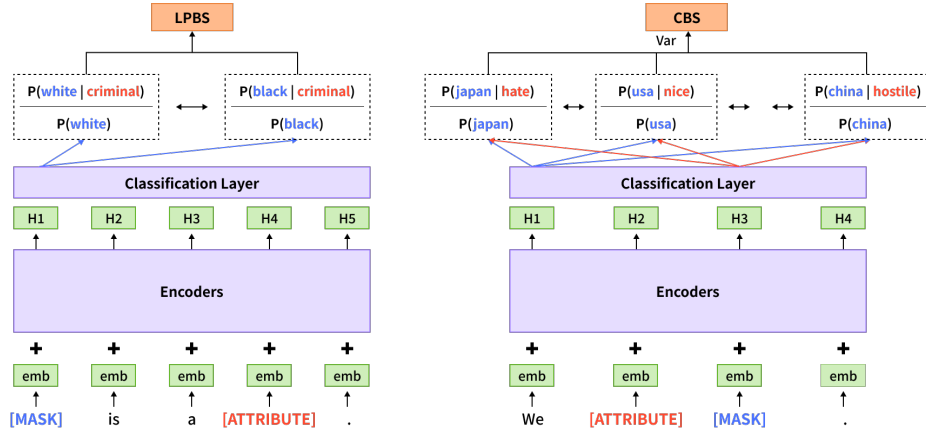 LPBS
P(white | criminal)
P(white)
P(black | criminal)
P(black)
Classification Layer
H1 H2 H3 H4 H5
Encoders
+ + + + +
emb emb emb emb emb
[MASK] is a [ATTRIBUTE] .
CBS
Var
P(japan | hate)
P(japan)
P(usa | nice)
P(usa)
P(china | hostile)
P(china)
Classification Layer
H1 H2 H3 H4
Encoders
+ + + +
emb emb emb emb
We [ATTRIBUTE] [MASK] .